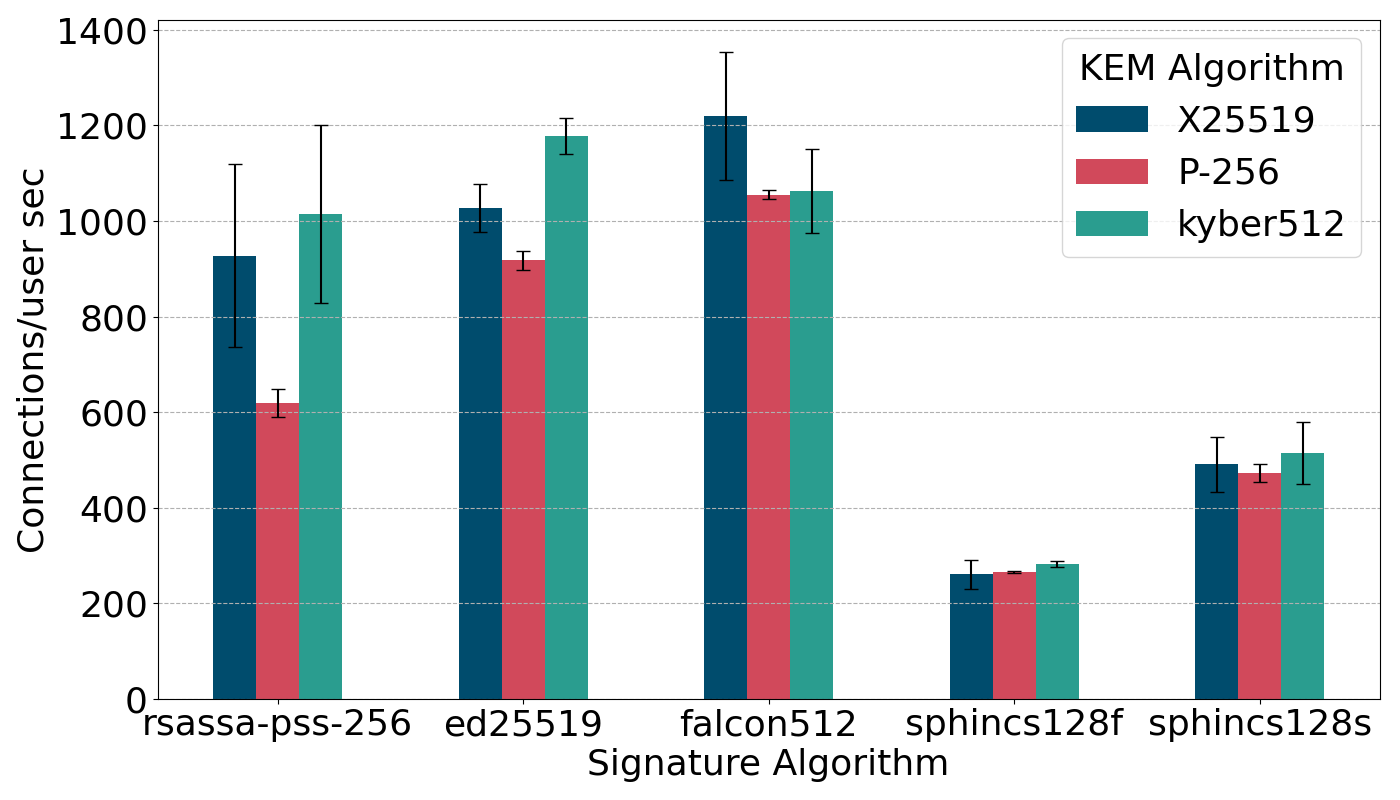 1400
1200
1000
800
600
400
200
0
Connections/user sec
KEM Algorithm
X25519
P-256
kyber512
rsassa-pss-256 ed25519 falcon512 sphincs128f sphincs128s
Signature Algorithm